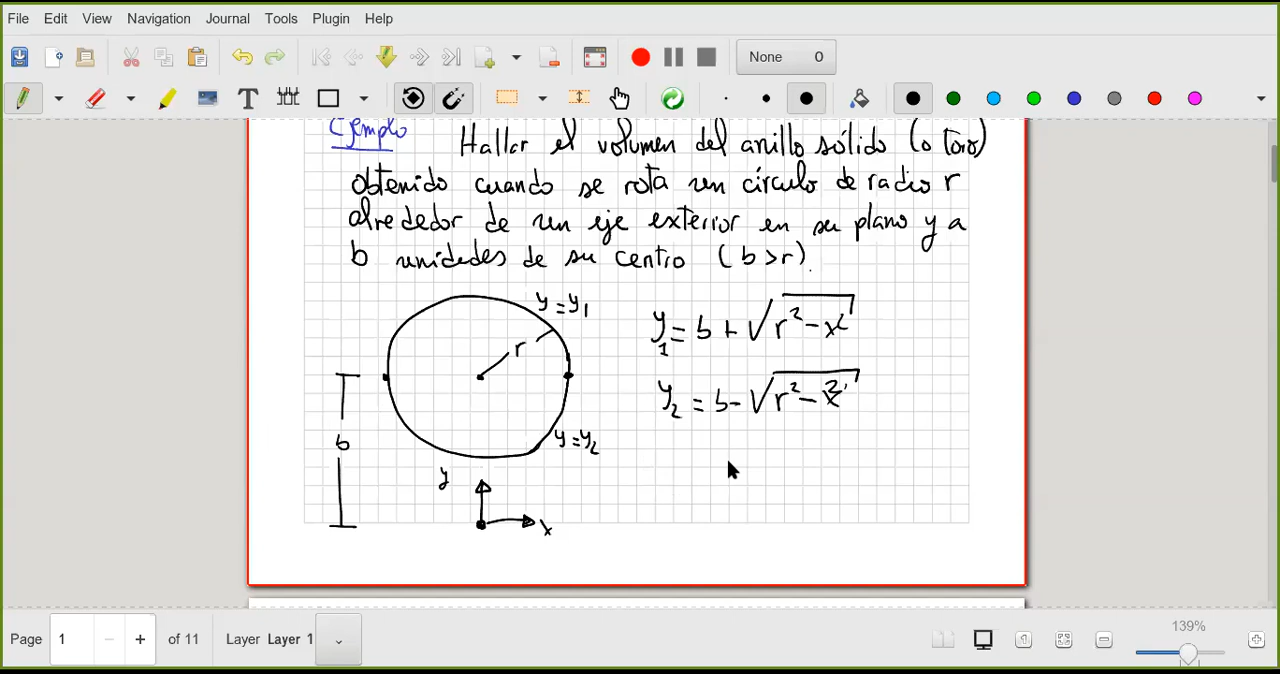 File Edit View Navigation Journal Tools Plugin Help
None 0
Ejemplo Hallar el volumen del anillo sólido (o toro)
obtenido cuando se rota un círculo de radio r
alrededor de un eje exterior en su plano y a
b unidades de su centro (b>r).
y=y₁
r
y₁ = b + √(r² - x²)
y₂ = b - √(r² - x²)
b
y=y₂
y
x
Page 1 of 11 Layer Layer 1 139%